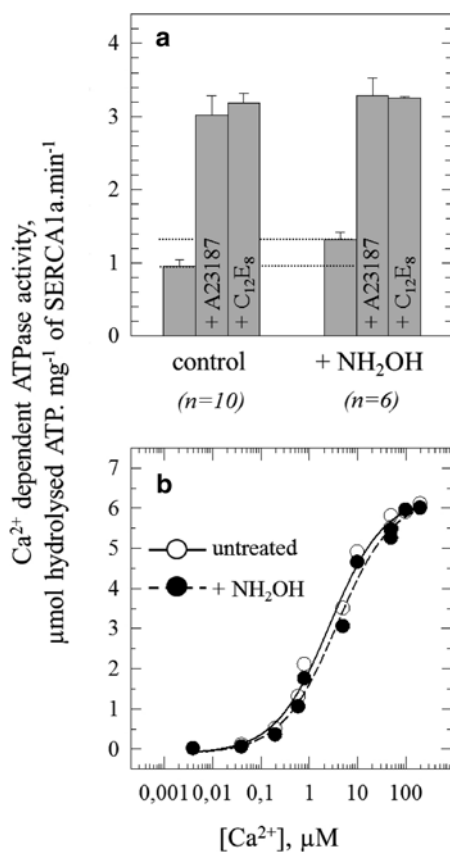 Ca²⁺ dependent ATPase activity,
µmol hydrolysed ATP. mg⁻¹ of SERCA1a.min⁻¹
a
4
3
2
1
0
+ A23187
+ C₁₂E₈
+ A23187
+ C₁₂E₈
control
+ NH₂OH
(n=10)
(n=6)
b
7
6
5
4
3
2
1
0
untreated
+ NH₂OH
0,001 0,01 0,1 1 10 100
[Ca²⁺], µM